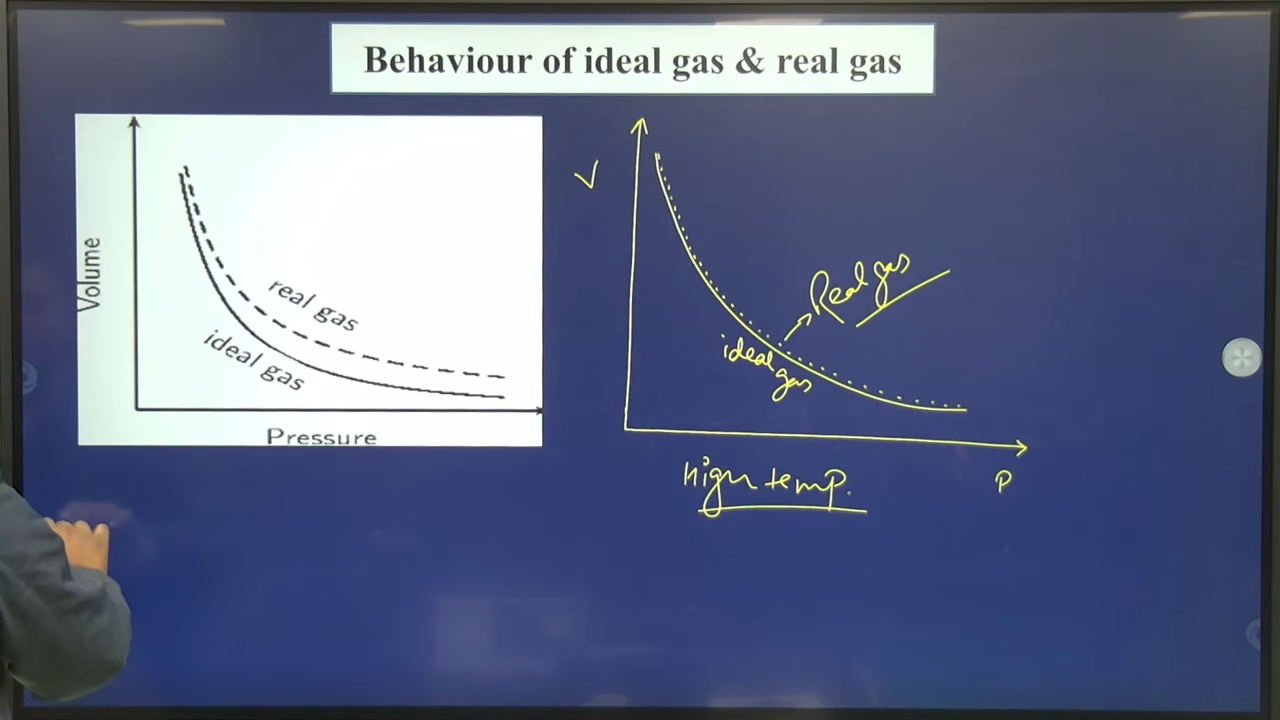 Behaviour of ideal gas & real gas
Volume
real gas
ideal gas
Pressure
V
Real gas
ideal
gas
High temp.
P